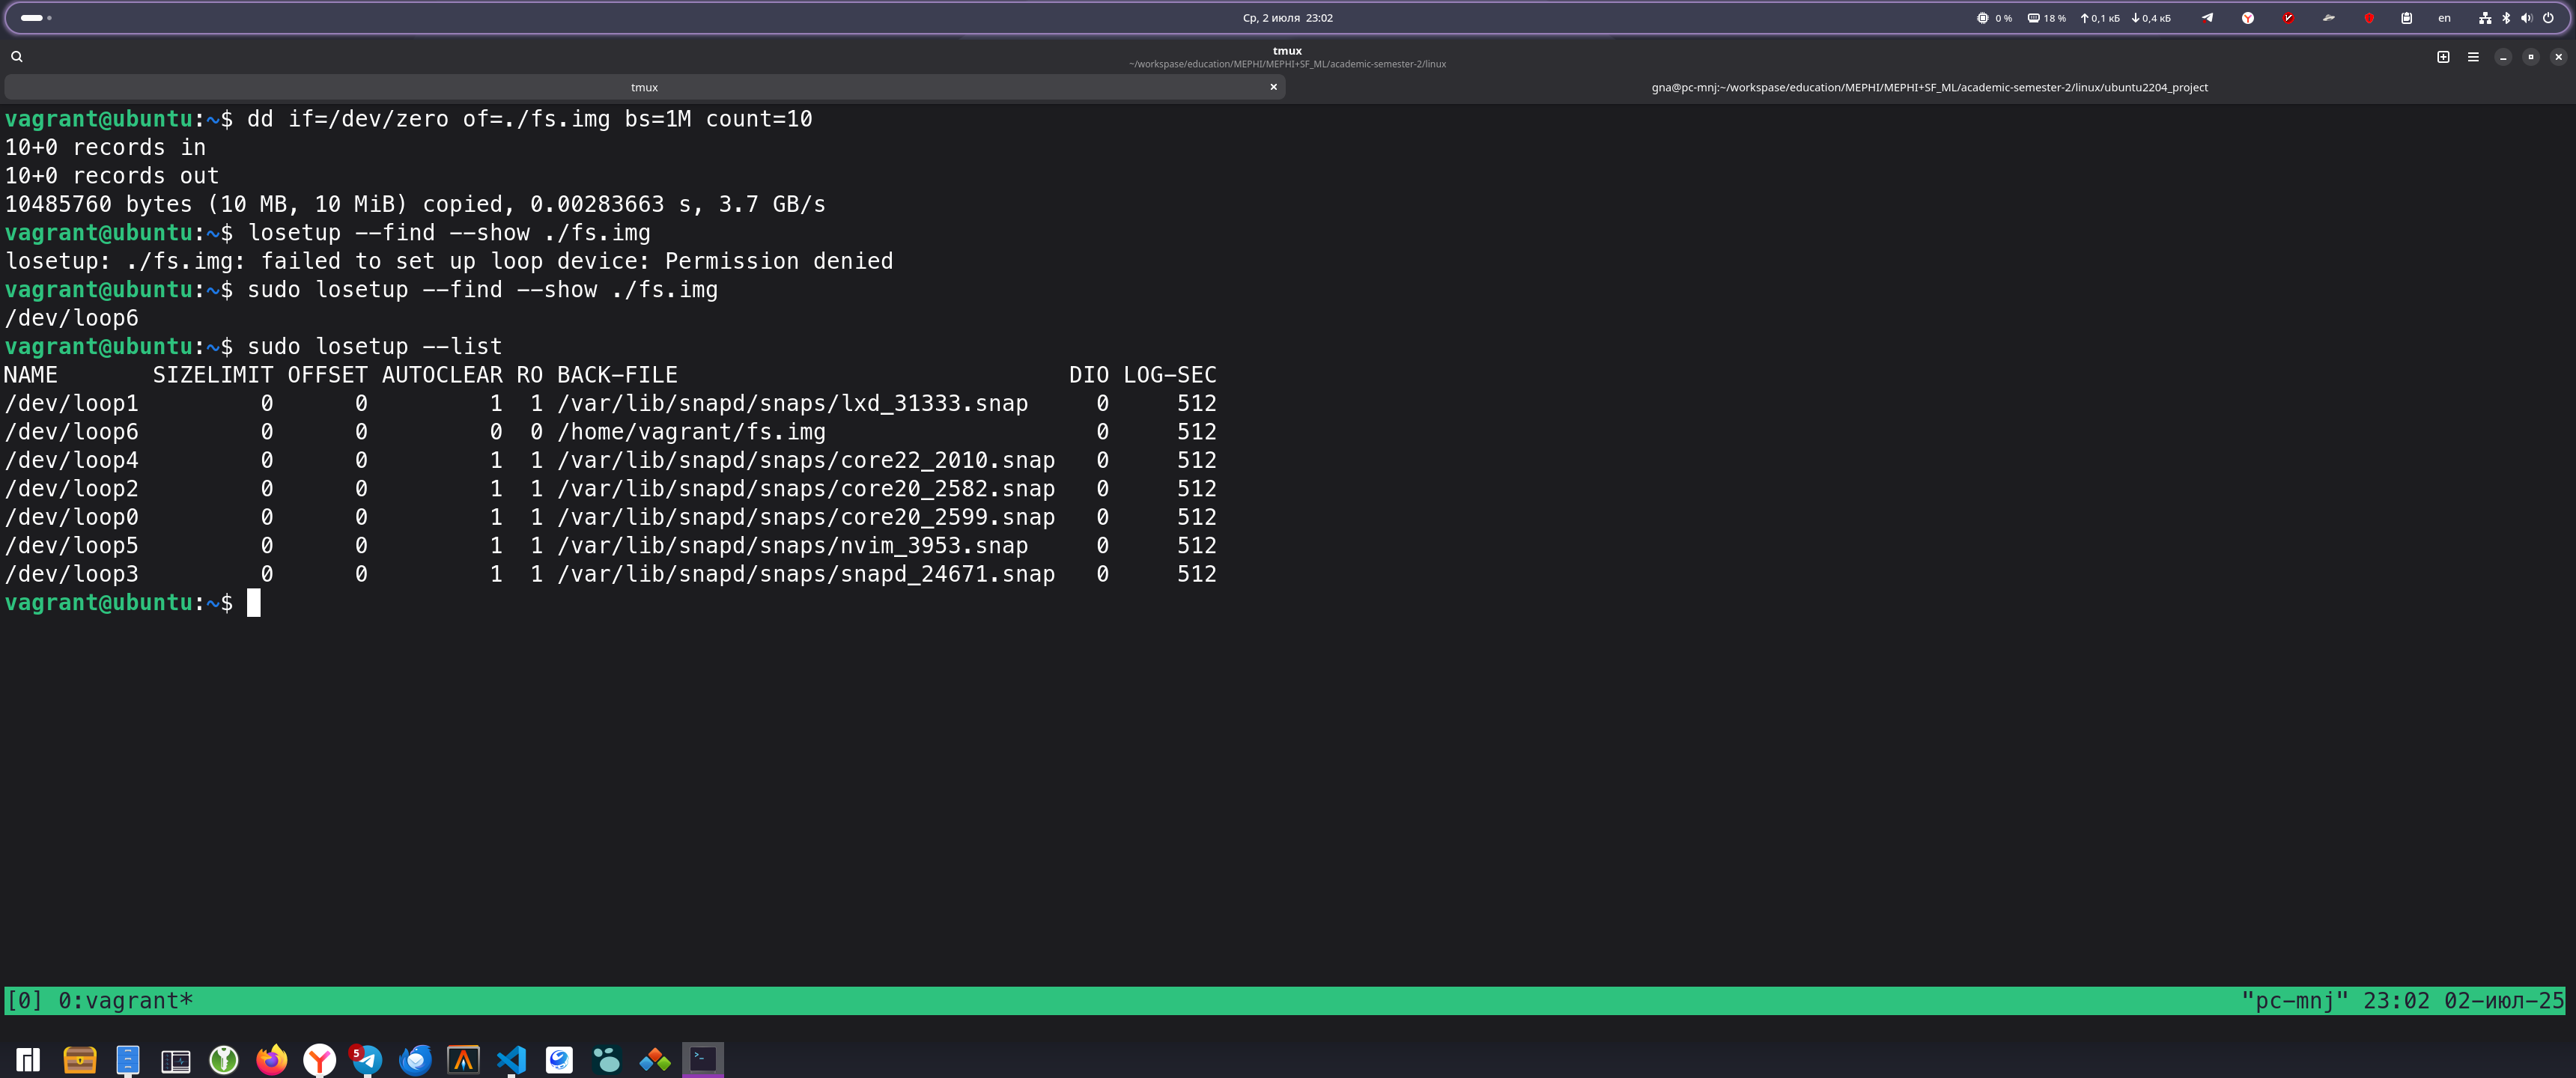 Ср, 2 июля 23:02
0 % 18 % 0,1 кБ 0,4 кБ en
tmux
~/workspase/education/MEPHI/MEPHI+SF_ML/academic-semester-2/linux
tmux
gna@pc-mnj:~/workspase/education/MEPHI/MEPHI+SF_ML/academic-semester-2/linux/ubuntu2204_project
vagrant@ubuntu:~$ dd if=/dev/zero of=./fs.img bs=1M count=10
10+0 records in
10+0 records out
10485760 bytes (10 MB, 10 MiB) copied, 0.00283663 s, 3.7 GB/s
vagrant@ubuntu:~$ losetup --find --show ./fs.img
losetup: ./fs.img: failed to set up loop device: Permission denied
vagrant@ubuntu:~$ sudo losetup --find --show ./fs.img
/dev/loop6
vagrant@ubuntu:~$ sudo losetup --list
NAME SIZELIMIT OFFSET AUTOCLEAR RO BACK-FILE DIO LOG-SEC
/dev/loop1 0 0 1 1 /var/lib/snapd/snaps/lxd_31333.snap 0 512
/dev/loop6 0 0 0 0 /home/vagrant/fs.img 0 512
/dev/loop4 0 0 1 1 /var/lib/snapd/snaps/core22_2010.snap 0 512
/dev/loop2 0 0 1 1 /var/lib/snapd/snaps/core20_2582.snap 0 512
/dev/loop0 0 0 1 1 /var/lib/snapd/snaps/core20_2599.snap 0 512
/dev/loop5 0 0 1 1 /var/lib/snapd/snaps/nvim_3953.snap 0 512
/dev/loop3 0 0 1 1 /var/lib/snapd/snaps/snapd_24671.snap 0 512
vagrant@ubuntu:~$
[0] 0:vagrant* "pc-mnj" 23:02 02-июл-25
5